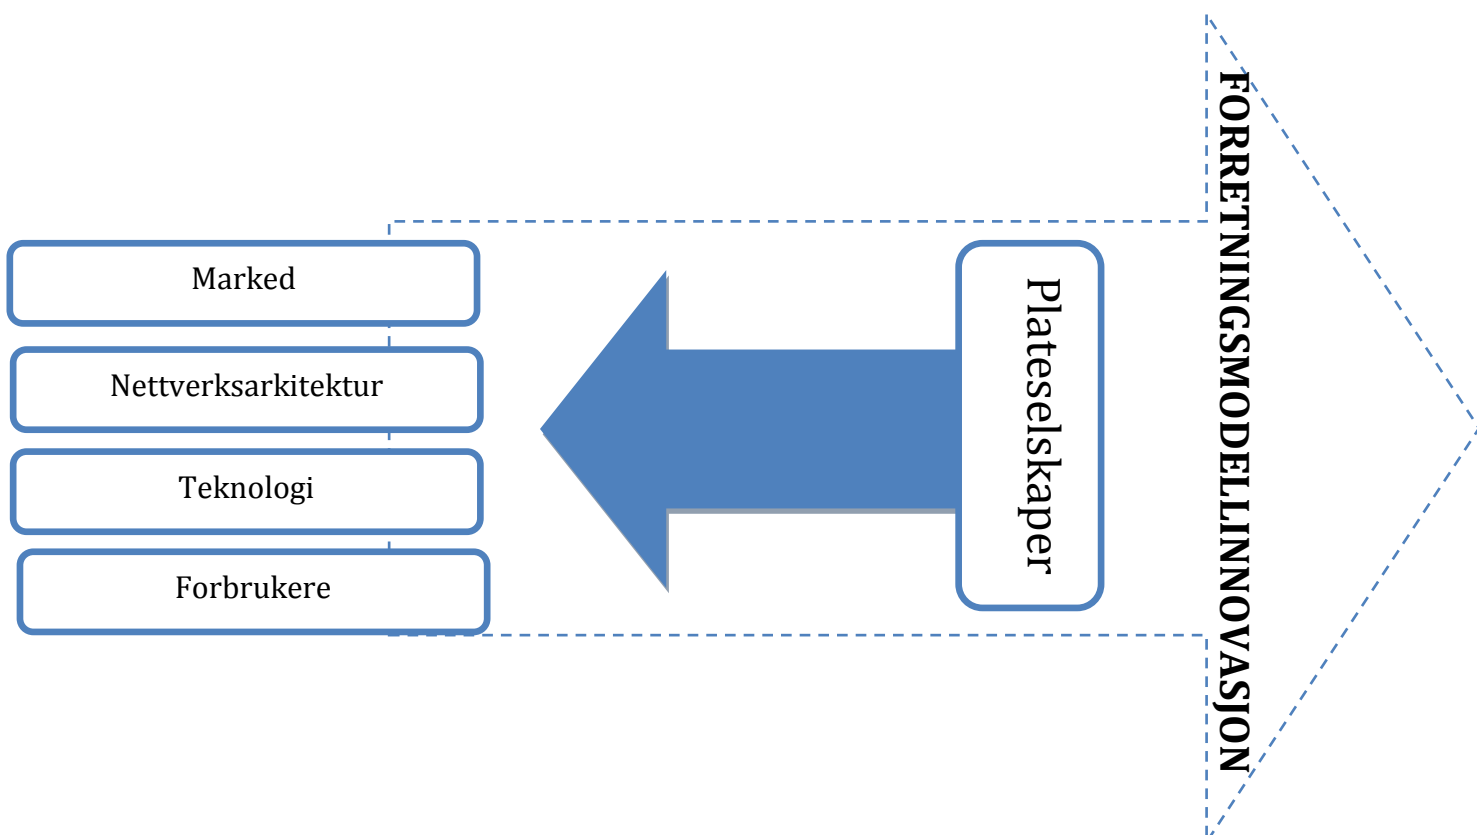 Marked
Nettverksarkitektur
Teknologi
Forbrukere
Plateselskaper
FORRETNINGSMODELLINNOVASJON